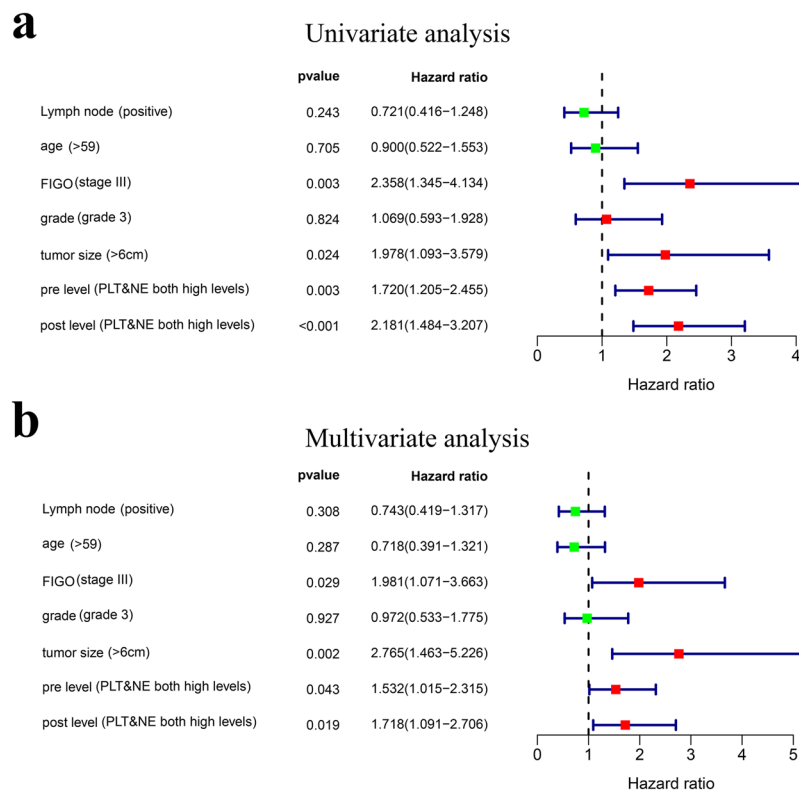 a
Univariate analysis
pvalue Hazard ratio
Lymph node (positive) 0.243 0.721(0.416−1.248)
age (>59) 0.705 0.900(0.522−1.553)
FIGO(stage III) 0.003 2.358(1.345−4.134)
grade (grade 3) 0.824 1.069(0.593−1.928)
tumor size (>6cm) 0.024 1.978(1.093−3.579)
pre level (PLT&NE both high levels) 0.003 1.720(1.205−2.455)
post level (PLT&NE both high levels) <0.001 2.181(1.484−3.207)
0 1 2 3 4
Hazard ratio
b
Multivariate analysis
pvalue Hazard ratio
Lymph node (positive) 0.308 0.743(0.419−1.317)
age (>59) 0.287 0.718(0.391−1.321)
FIGO(stage III) 0.029 1.981(1.071−3.663)
grade (grade 3) 0.927 0.972(0.533−1.775)
tumor size (>6cm) 0.002 2.765(1.463−5.226)
pre level (PLT&NE both high levels) 0.043 1.532(1.015−2.315)
post level (PLT&NE both high levels) 0.019 1.718(1.091−2.706)
0 1 2 3 4 5
Hazard ratio